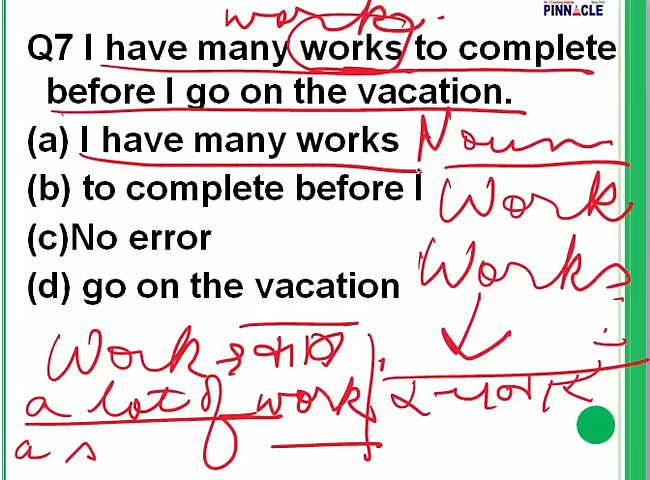 PINNACLE
works.
Q7 I have many works to complete
before I go on the vacation.
(a) I have many works Noun
(b) to complete before I Work
(c)No error
Works
(d) go on the vacation
Work →
a lot of work
a s